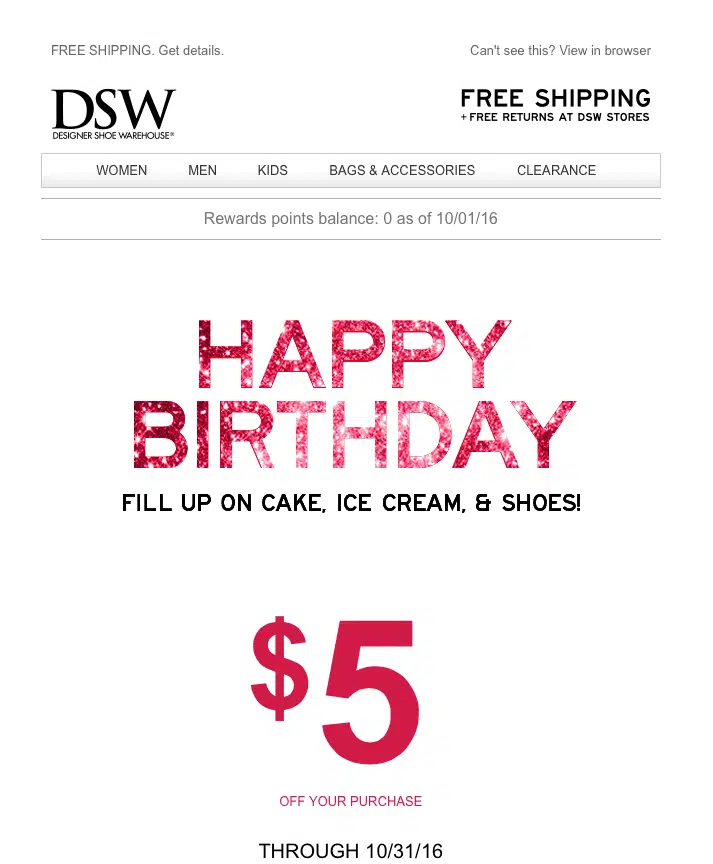 FREE SHIPPING. Get details.
Can't see this? View in browser
DSW
DESIGNER SHOE WAREHOUSE®
FREE SHIPPING
+ FREE RETURNS AT DSW STORES
WOMEN MEN KIDS BAGS & ACCESSORIES CLEARANCE
Rewards points balance: 0 as of 10/01/16
HAPPY
BIRTHDAY
FILL UP ON CAKE, ICE CREAM, & SHOES!
$5
OFF YOUR PURCHASE
THROUGH 10/31/16